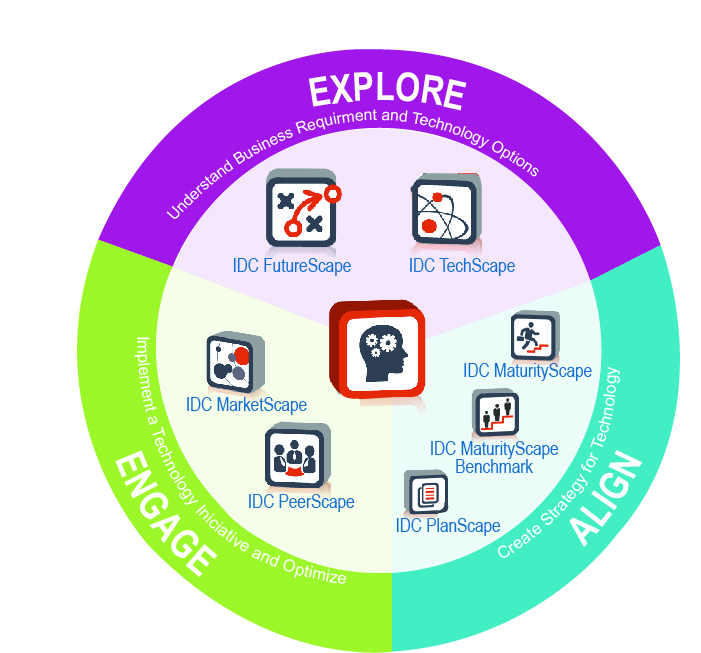 EXPLORE
Understand Business Requirment and Technology Options
IDC FutureScape
IDC TechScape
IDC MarketScape
IDC PeerScape
IDC MaturityScape
IDC MaturityScape
Benchmark
IDC PlanScape
ENGAGE
Implement a Technology Iniciative and Optimize
ALIGN
Create Strategy for Technology